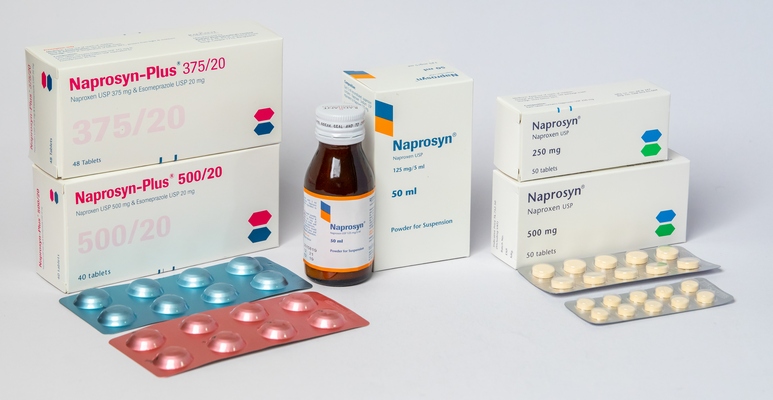 Naprosyn-Plus® 375/20
Naproxen USP 375 mg & Esomeprazole USP 20 mg
375/20
48 Tablets
Naprosyn-Plus® 500/20
Naproxen USP 500 mg & Esomeprazole USP 20 mg
500/20
40 tablets
Naprosyn®
50 ml
Naprosyn®
Naproxen USP
125 mg/5 ml
50 ml
Powder for Suspension
Naprosyn®
Naproxen USP
250 mg
50 tablets
Naprosyn®
Naproxen USP
500 mg
50 tablets